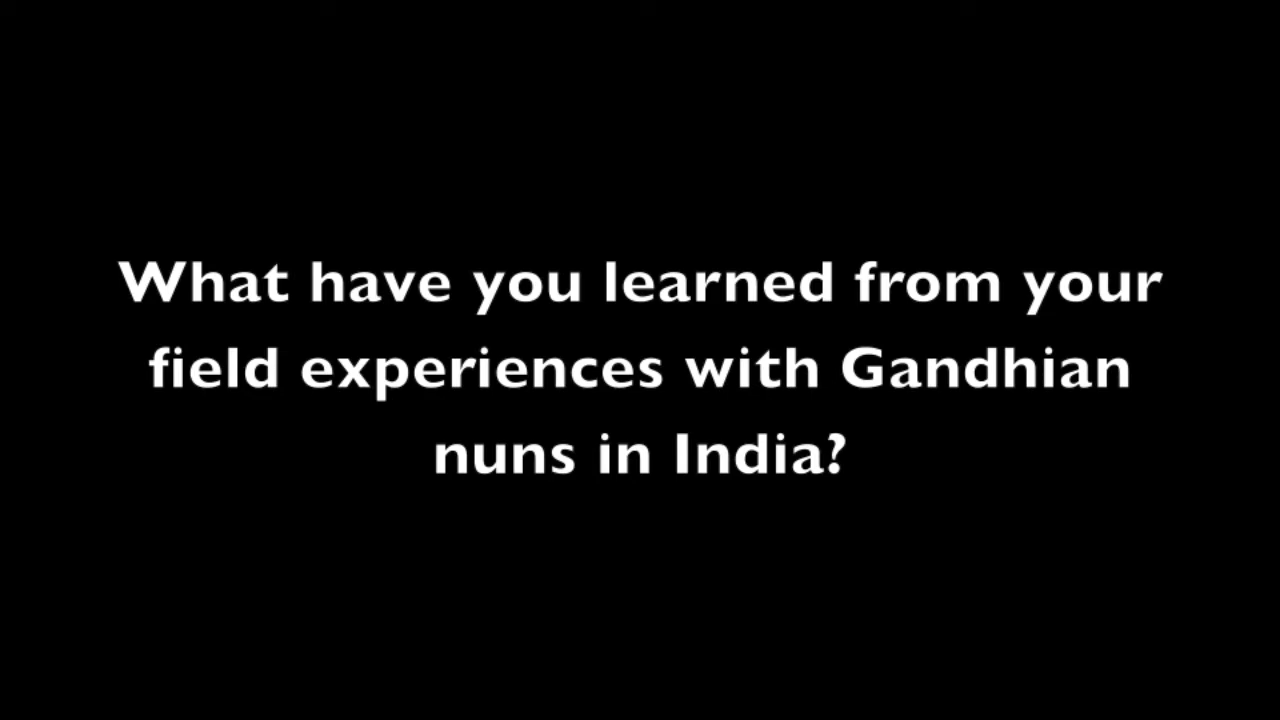 What have you learned from your
field experiences with Gandhian
nuns in India?